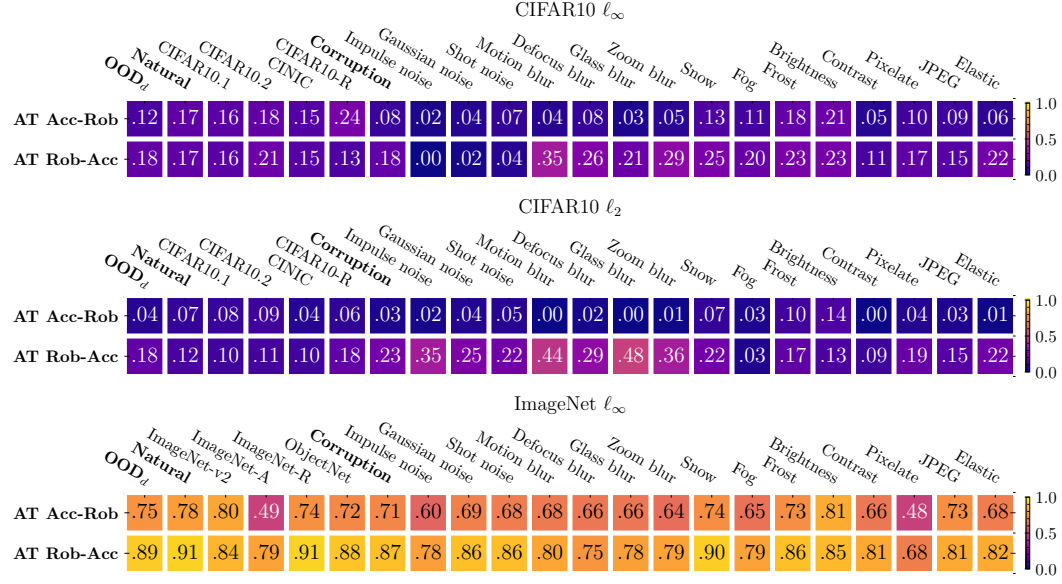 CIFAR10 ℓ∞
OOD_d Natural CIFAR10.1 CIFAR10.2 CINIC CIFAR10-R Corruption Impulse noise Gaussian noise Shot noise Motion blur Defocus blur Glass blur Zoom blur Snow Fog Frost Brightness Contrast Pixelate JPEG Elastic
AT Acc-Rob .12 .17 .16 .18 .15 .24 .08 .02 .04 .07 .04 .08 .03 .05 .13 .11 .18 .21 .05 .10 .09 .06
AT Rob-Acc .18 .17 .16 .21 .15 .13 .18 .00 .02 .04 .35 .26 .21 .29 .25 .20 .23 .23 .11 .17 .15 .22
1.0
0.5
0.0
CIFAR10 ℓ2
OOD_d Natural CIFAR10.1 CIFAR10.2 CINIC CIFAR10-R Corruption Impulse noise Gaussian noise Shot noise Motion blur Defocus blur Glass blur Zoom blur Snow Fog Frost Brightness Contrast Pixelate JPEG Elastic
AT Acc-Rob .04 .07 .08 .09 .04 .06 .03 .02 .04 .05 .00 .02 .00 .01 .07 .03 .10 .14 .00 .04 .03 .01
AT Rob-Acc .18 .12 .10 .11 .10 .18 .23 .35 .25 .22 .44 .29 .48 .36 .22 .03 .17 .13 .09 .19 .15 .22
1.0
0.5
0.0
ImageNet ℓ∞
OOD_d Natural ImageNet-v2 ImageNet-A ImageNet-R ObjectNet Corruption Impulse noise Gaussian noise Shot noise Motion blur Defocus blur Glass blur Zoom blur Snow Fog Frost Brightness Contrast Pixelate JPEG Elastic
AT Acc-Rob .75 .78 .80 .49 .74 .72 .71 .60 .69 .68 .68 .66 .66 .64 .74 .65 .73 .81 .66 .48 .73 .68
AT Rob-Acc .89 .91 .84 .79 .91 .88 .87 .78 .86 .86 .80 .75 .78 .79 .90 .79 .86 .85 .81 .68 .81 .82
1.0
0.5
0.0